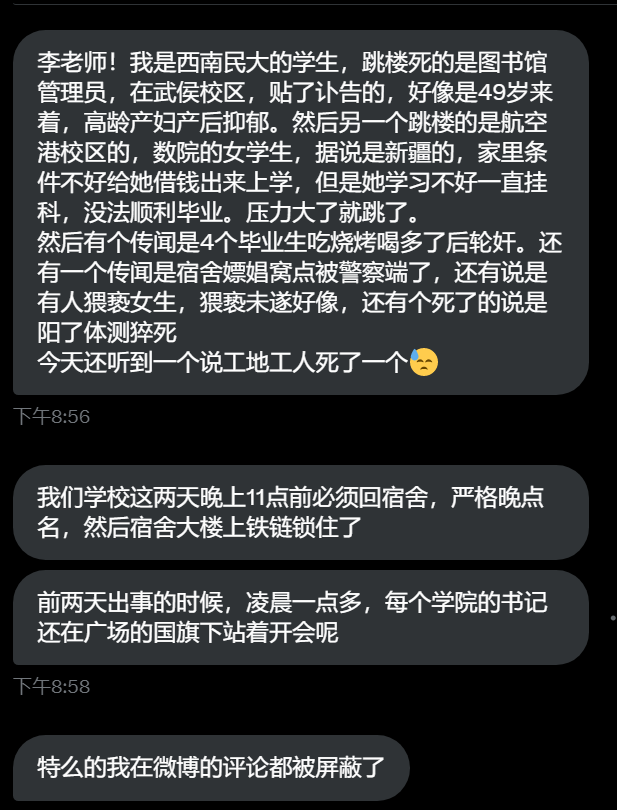 李老师！我是西南民大的学生，跳楼死的是图书馆
管理员，在武侯校区，贴了讣告的，好像是49岁来
着，高龄产妇产后抑郁。然后另一个跳楼的是航空
港校区的，数院的女学生，据说是新疆的，家里条
件不好给她借钱出来上学，但是她学习不好一直挂
科，没法顺利毕业。压力大了就跳了。
然后有个传闻是4个毕业生吃烧烤喝多了后轮奸。还
有一个传闻是宿舍嫖娼窝点被警察端了，还有说是
有人猥亵女生，猥亵未遂好像，还有个死了的说是
阳了体测猝死
今天还听到一个说工地工人死了一个😓
下午8:56
我们学校这两天晚上11点前必须回宿舍，严格晚点
名，然后宿舍大楼上铁链锁住了
前两天出事的时候，凌晨一点多，每个学院的书记
还在广场的国旗下站着开会呢
下午8:58
特么的我在微博的评论都被屏蔽了